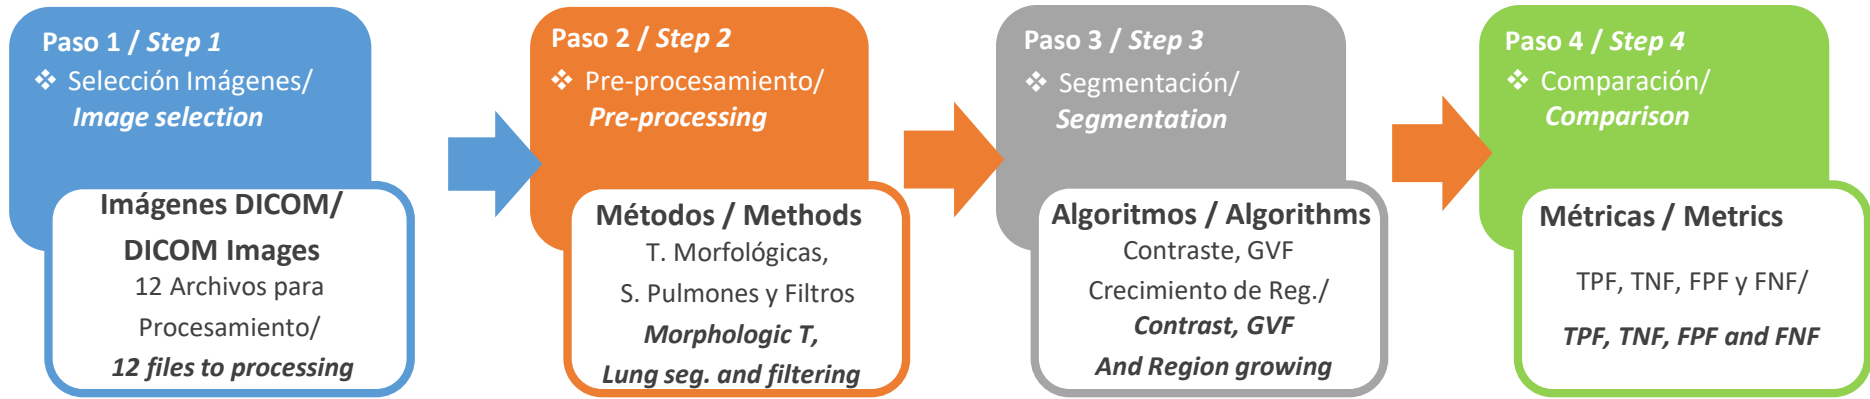 Paso 1 / Step 1
❖ Selección Imágenes/
Image selection
Imágenes DICOM/
DICOM Images
12 Archivos para
Procesamiento/
12 files to processing
Paso 2 / Step 2
❖ Pre-procesamiento/
Pre-processing
Métodos / Methods
T. Morfológicas,
S. Pulmones y Filtros
Morphologic T,
Lung seg. and filtering
Paso 3 / Step 3
❖ Segmentación/
Segmentation
Algoritmos / Algorithms
Contraste, GVF
Crecimiento de Reg./
Contrast, GVF
And Region growing
Paso 4 / Step 4
❖ Comparación/
Comparison
Métricas / Metrics
TPF, TNF, FPF y FNF/
TPF, TNF, FPF and FNF